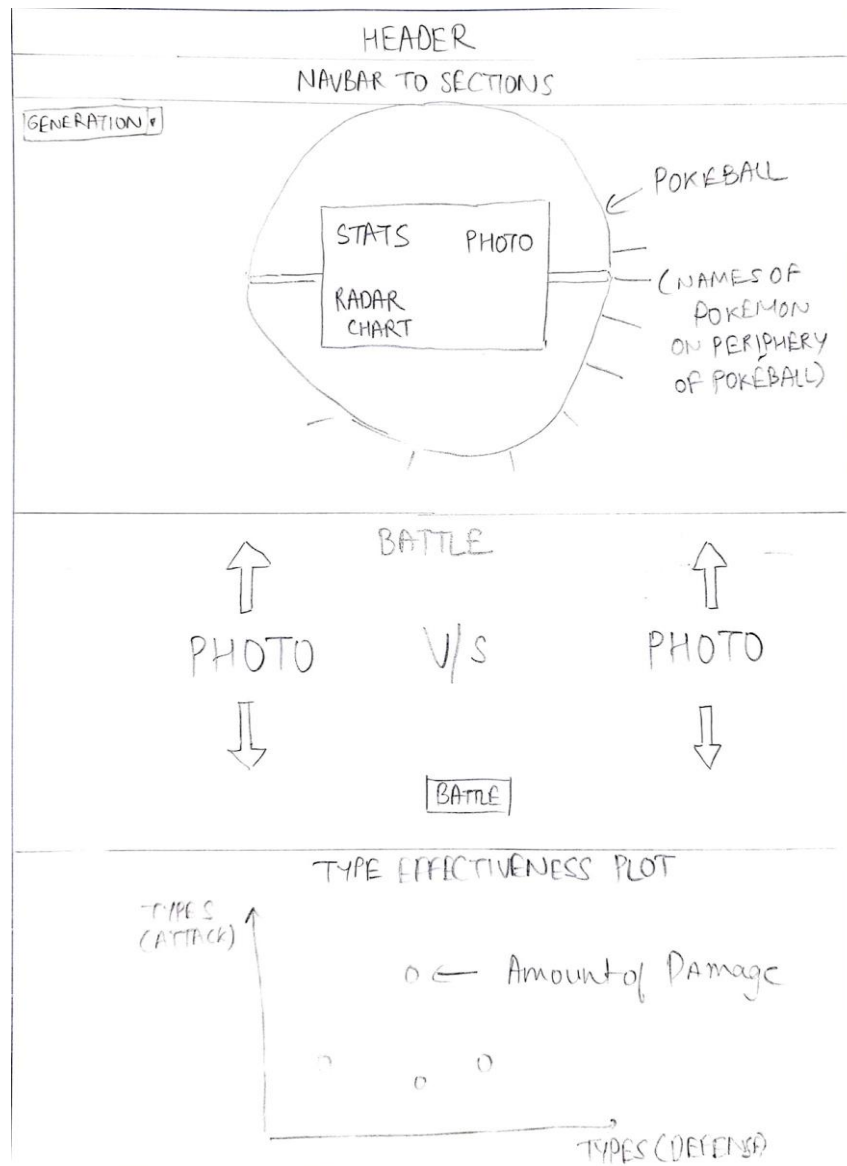 HEADER
NAVBAR TO SECTIONS
GENERATION
POKEBALL
STATS
PHOTO
RADAR
CHART
(NAMES OF
POKEMON
ON PERIPHERY
OF POKEBALL)
BATTLE
PHOTO
V/S
PHOTO
BATTLE
TYPE EFFECTIVENESS PLOT
TYPES
(ATTACK)
Amount of Damage
TYPES (DEFENSE)